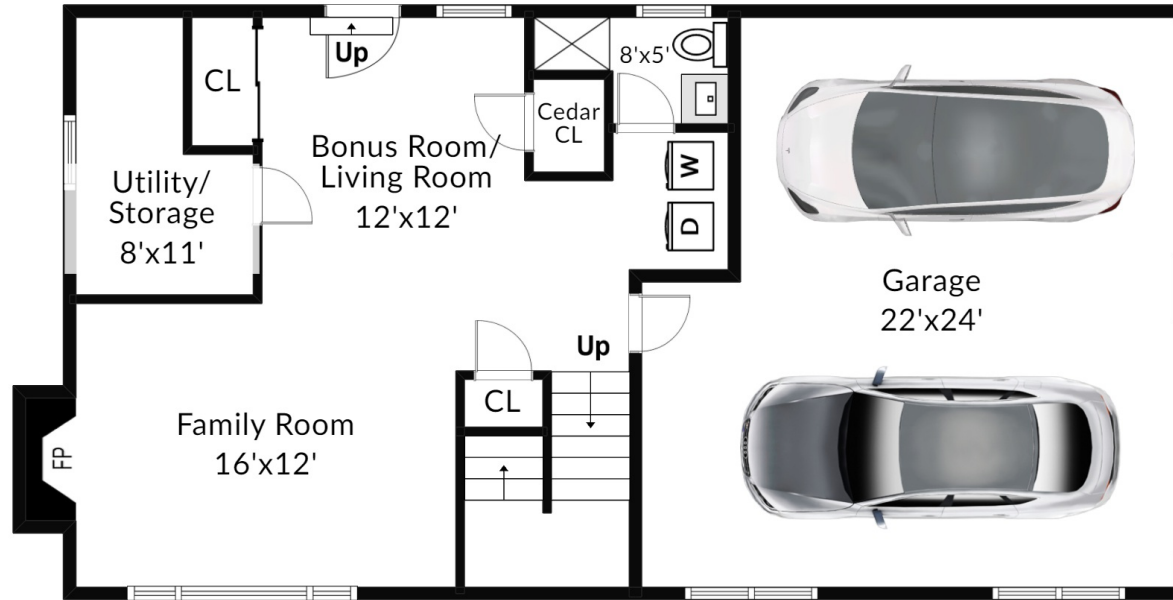 Up
8'x5'
CL
Cedar
CL
Bonus Room/
Living Room
12'x12'
W
Utility/
Storage
8'x11'
D
Garage
22'x24'
Up
CL
Family Room
16'x12'
FP